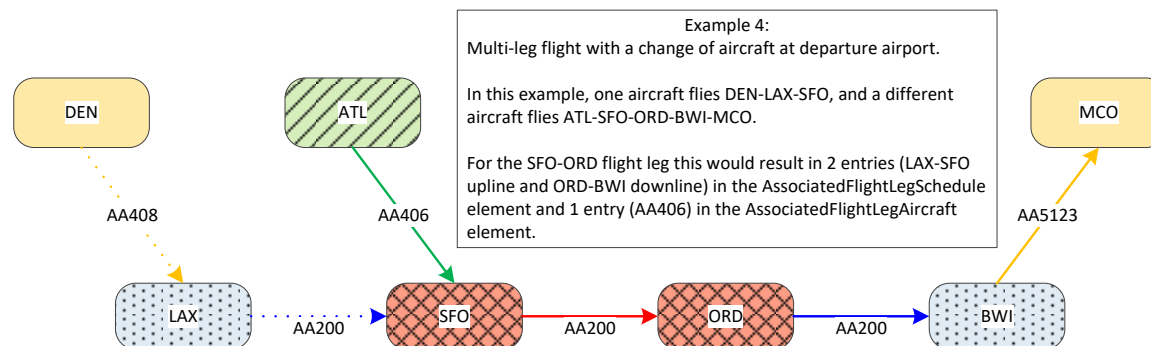 Example 4:
Multi-leg flight with a change of aircraft at departure airport.
In this example, one aircraft flies DEN-LAX-SFO, and a different
aircraft flies ATL-SFO-ORD-BWI-MCO.
For the SFO-ORD flight leg this would result in 2 entries (LAX-SFO
upline and ORD-BWI downline) in the AssociatedFlightLegSchedule
element and 1 entry (AA406) in the AssociatedFlightLegAircraft
element.
DEN
ATL
MCO
AA408
AA406
AA5123
LAX
AA200
SFO
AA200
ORD
AA200
BWI